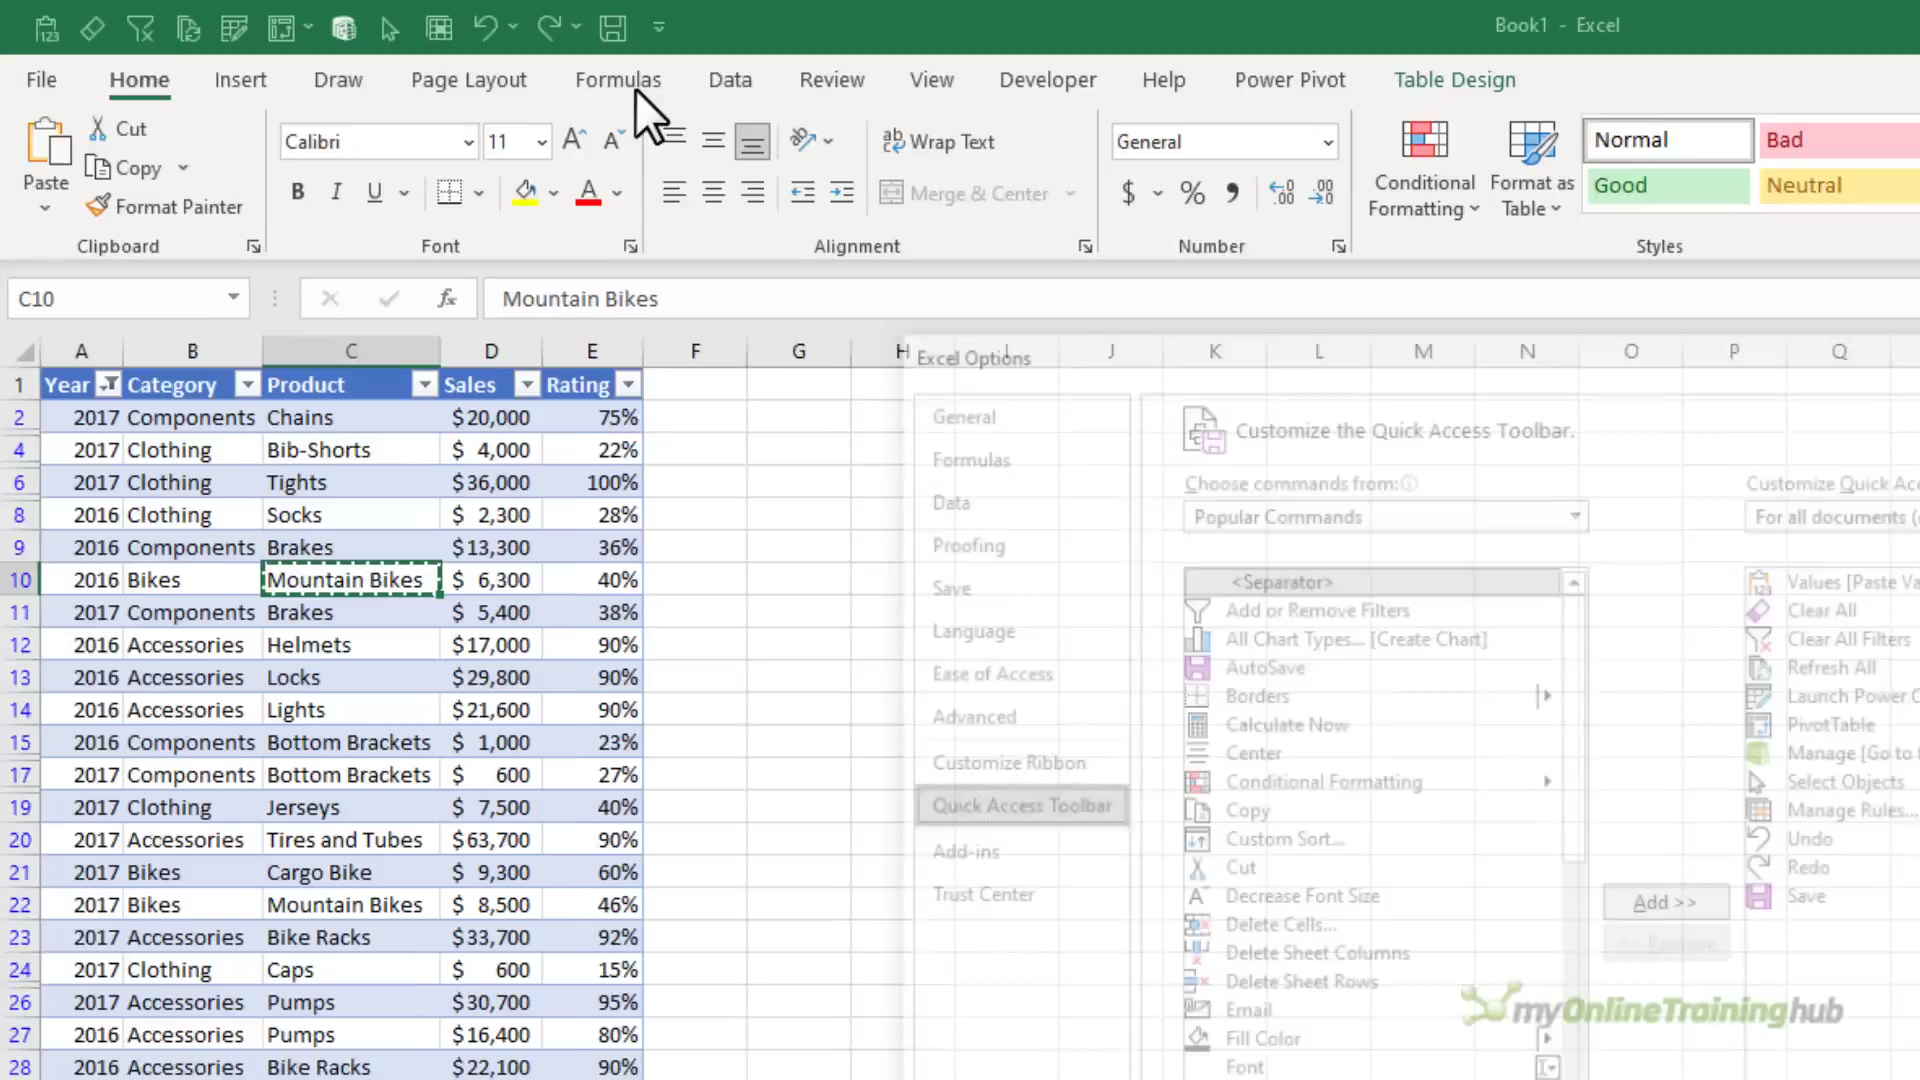 Book1 - Excel
File Home Insert Draw Page Layout Formulas Data Review View Developer Help Power Pivot Table Design
Paste
Cut
Copy
Format Painter
Clipboard
Calibri 11
B I U A
Font
ab Wrap Text
Merge & Center
Alignment
General
$ % 9 .00
Number
Conditional Formatting
Format as Table
Normal Bad
Good Neutral
Styles
C10 fx Mountain Bikes
A B C D E F G H I J K L M N O P Q
1 Year Category Product Sales Rating
2 2017 Components Chains $20,000 75%
4 2017 Clothing Bib-Shorts $ 4,000 22%
6 2017 Clothing Tights $36,000 100%
8 2016 Clothing Socks $ 2,300 28%
9 2016 Components Brakes $13,300 36%
10 2016 Bikes Mountain Bikes $ 6,300 40%
11 2017 Components Brakes $ 5,400 38%
12 2016 Accessories Helmets $17,000 90%
13 2016 Accessories Locks $29,800 90%
14 2016 Accessories Lights $21,600 90%
15 2016 Components Bottom Brackets $ 1,000 23%
17 2017 Components Bottom Brackets $ 600 27%
19 2017 Clothing Jerseys $ 7,500 40%
20 2017 Accessories Tires and Tubes $63,700 90%
21 2017 Bikes Cargo Bike $ 9,300 60%
22 2017 Bikes Mountain Bikes $ 8,500 46%
23 2017 Accessories Bike Racks $33,700 92%
24 2017 Clothing Caps $ 600 15%
26 2017 Accessories Pumps $30,700 95%
27 2016 Accessories Pumps $16,400 80%
28 2016 Accessories Bike Racks $22,100 90%
Excel Options
General
Formulas
Data
Proofing
Save
Language
Ease of Access
Advanced
Customize Ribbon
Quick Access Toolbar
Add-ins
Trust Center
Customize the Quick Access Toolbar.
Choose commands from:
Popular Commands
<Separator>
Add or Remove Filters
All Chart Types... [Create Chart]
AutoSave
Borders
Calculate Now
Center
Conditional Formatting
Copy
Custom Sort...
Cut
Decrease Font Size
Delete Cells...
Delete Sheet Columns
Delete Sheet Rows
Email
Fill Color
Font
Add >>
Customize Quick Acc
For all documents (
Values [Paste Va
Clear All
Clear All Filters
Refresh All
Launch Power
PivotTable
Manage [Go to
Select Objects
Manage Rules...
Undo
Redo
Save
myOnlineTraininghub